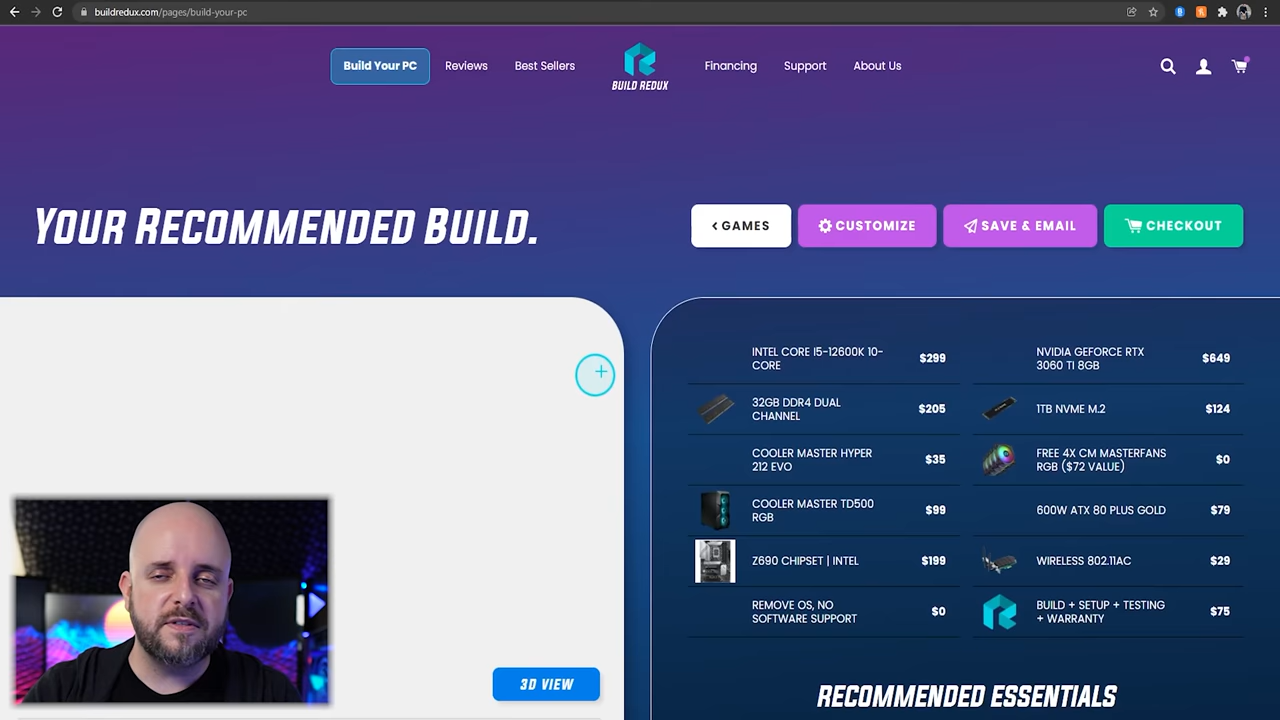 buildredux.com/pages/build-your-pc
Build Your PC
Reviews
Best Sellers
BUILD REDUX
Financing
Support
About Us
YOUR RECOMMENDED BUILD.
GAMES
CUSTOMIZE
SAVE & EMAIL
CHECKOUT
INTEL CORE I5-12600K 10-
CORE
$299
NVIDIA GEFORCE RTX
3060 TI 8GB
$649
32GB DDR4 DUAL
CHANNEL
$205
1TB NVME M.2
$124
COOLER MASTER HYPER
212 EVO
$35
FREE 4X CM MASTERFANS
RGB ($72 VALUE)
$0
COOLER MASTER TD500
RGB
$99
600W ATX 80 PLUS GOLD
$79
Z690 CHIPSET | INTEL
$199
WIRELESS 802.11AC
$29
REMOVE OS, NO
SOFTWARE SUPPORT
$0
BUILD + SETUP + TESTING
+ WARRANTY
$75
3D VIEW
RECOMMENDED ESSENTIALS